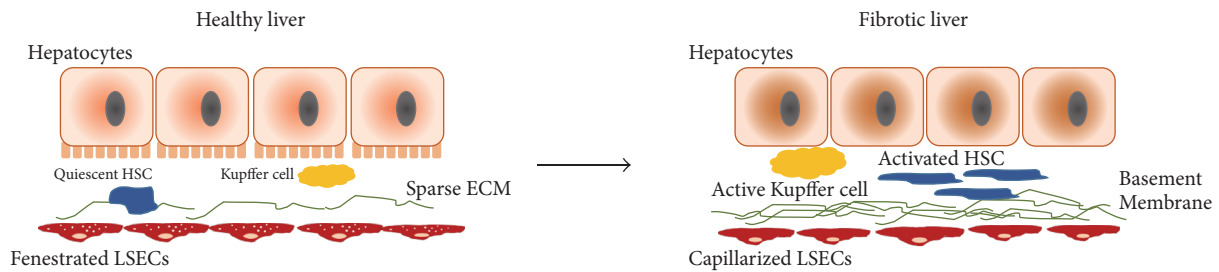 Healthy liver
Hepatocytes
Quiescent HSC
Kupffer cell
Sparse ECM
Fenestrated LSECs
Fibrotic liver
Hepatocytes
Activated HSC
Active Kupffer cell
Basement
Membrane
Capillarized LSECs